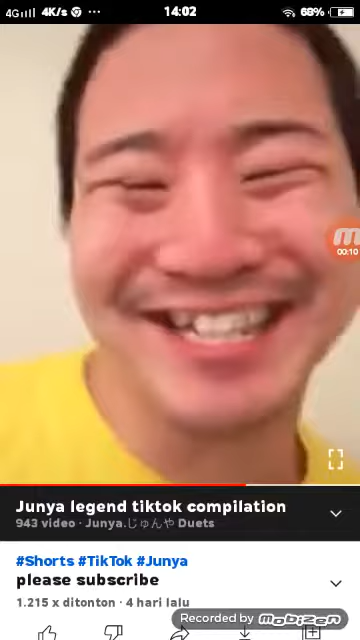 4G 4K/s ... 14:02 68%
m
00:10
Junya legend tiktok compilation
943 video · Junya.じゅんや Duets
#Shorts #TikTok #Junya
please subscribe
1.215 x ditonton · 4 hari lalu
Recorded by mobizen